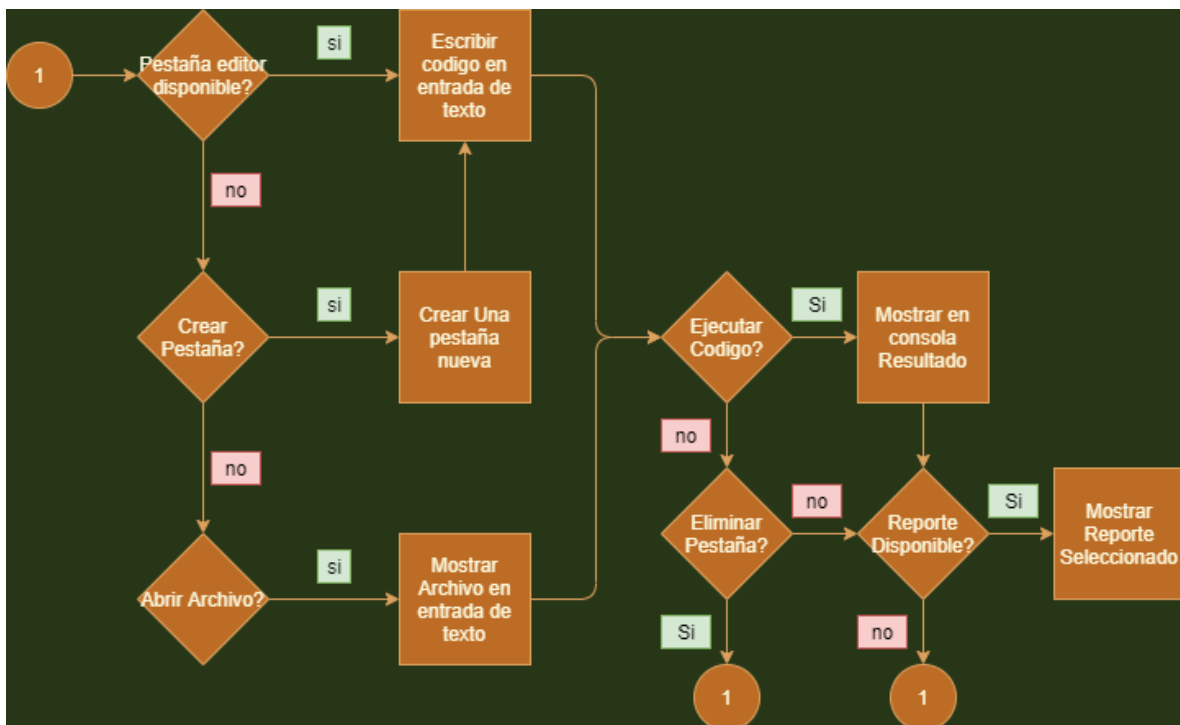 1
Pestaña editor
disponible?
si
Escribir
codigo en
entrada de
texto
no
Crear
Pestaña?
si
Crear Una
pestaña
nueva
Ejecutar
Codigo?
Si
Mostrar en
consola
Resultado
no
no
Abrir Archivo?
si
Mostrar
Archivo en
entrada de
texto
Eliminar
Pestaña?
no
Reporte
Disponible?
Si
Mostrar
Reporte
Seleccionado
Si
no
1
1